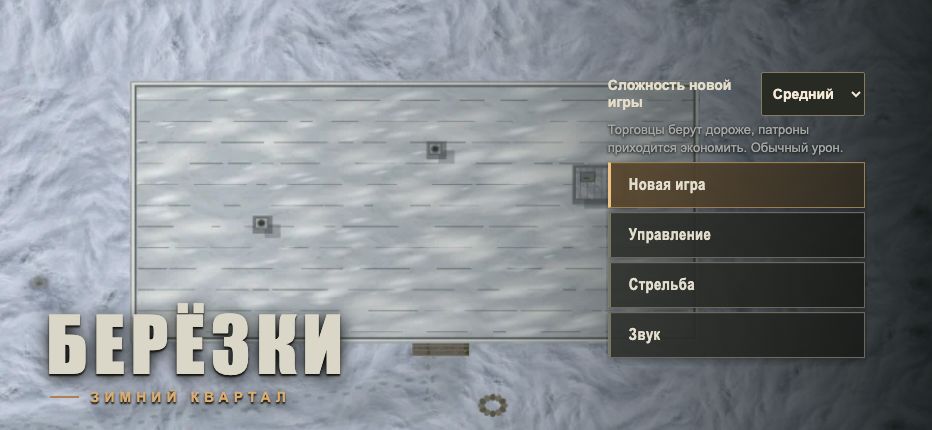 Сложность новой
игры
Средний
Торговцы берут дороже, патроны
приходится экономить. Обычный урон.
Новая игра
Управление
Стрельба
Звук
БЕРЁЗКИ
ЗИМНИЙ КВАРТАЛ